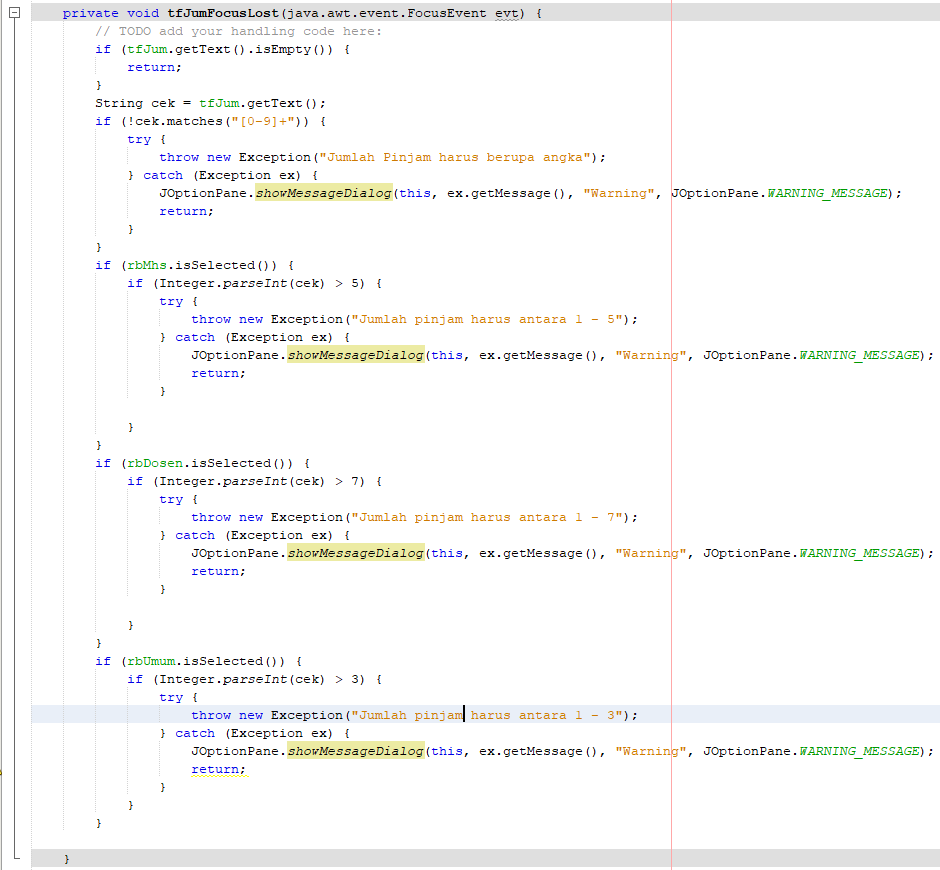 private void tfJumFocusLost(java.awt.event.FocusEvent evt) {
// TODO add your handling code here:
if (tfJum.getText().isEmpty()) {
return;
}
String cek = tfJum.getText();
if (!cek.matches("[0-9]+")) {
try {
throw new Exception("Jumlah Pinjam harus berupa angka");
} catch (Exception ex) {
JOptionPane.showMessageDialog(this, ex.getMessage(), "Warning", JOptionPane.WARNING_MESSAGE);
return;
}
}
if (rbMhs.isSelected()) {
if (Integer.parseInt(cek) > 5) {
try {
throw new Exception("Jumlah pinjam harus antara 1 - 5");
} catch (Exception ex) {
JOptionPane.showMessageDialog(this, ex.getMessage(), "Warning", JOptionPane.WARNING_MESSAGE);
return;
}
}
}
if (rbDosen.isSelected()) {
if (Integer.parseInt(cek) > 7) {
try {
throw new Exception("Jumlah pinjam harus antara 1 - 7");
} catch (Exception ex) {
JOptionPane.showMessageDialog(this, ex.getMessage(), "Warning", JOptionPane.WARNING_MESSAGE);
return;
}
}
}
if (rbUmum.isSelected()) {
if (Integer.parseInt(cek) > 3) {
try {
throw new Exception("Jumlah pinjam harus antara 1 - 3");
} catch (Exception ex) {
JOptionPane.showMessageDialog(this, ex.getMessage(), "Warning", JOptionPane.WARNING_MESSAGE);
return;
}
}
}
}